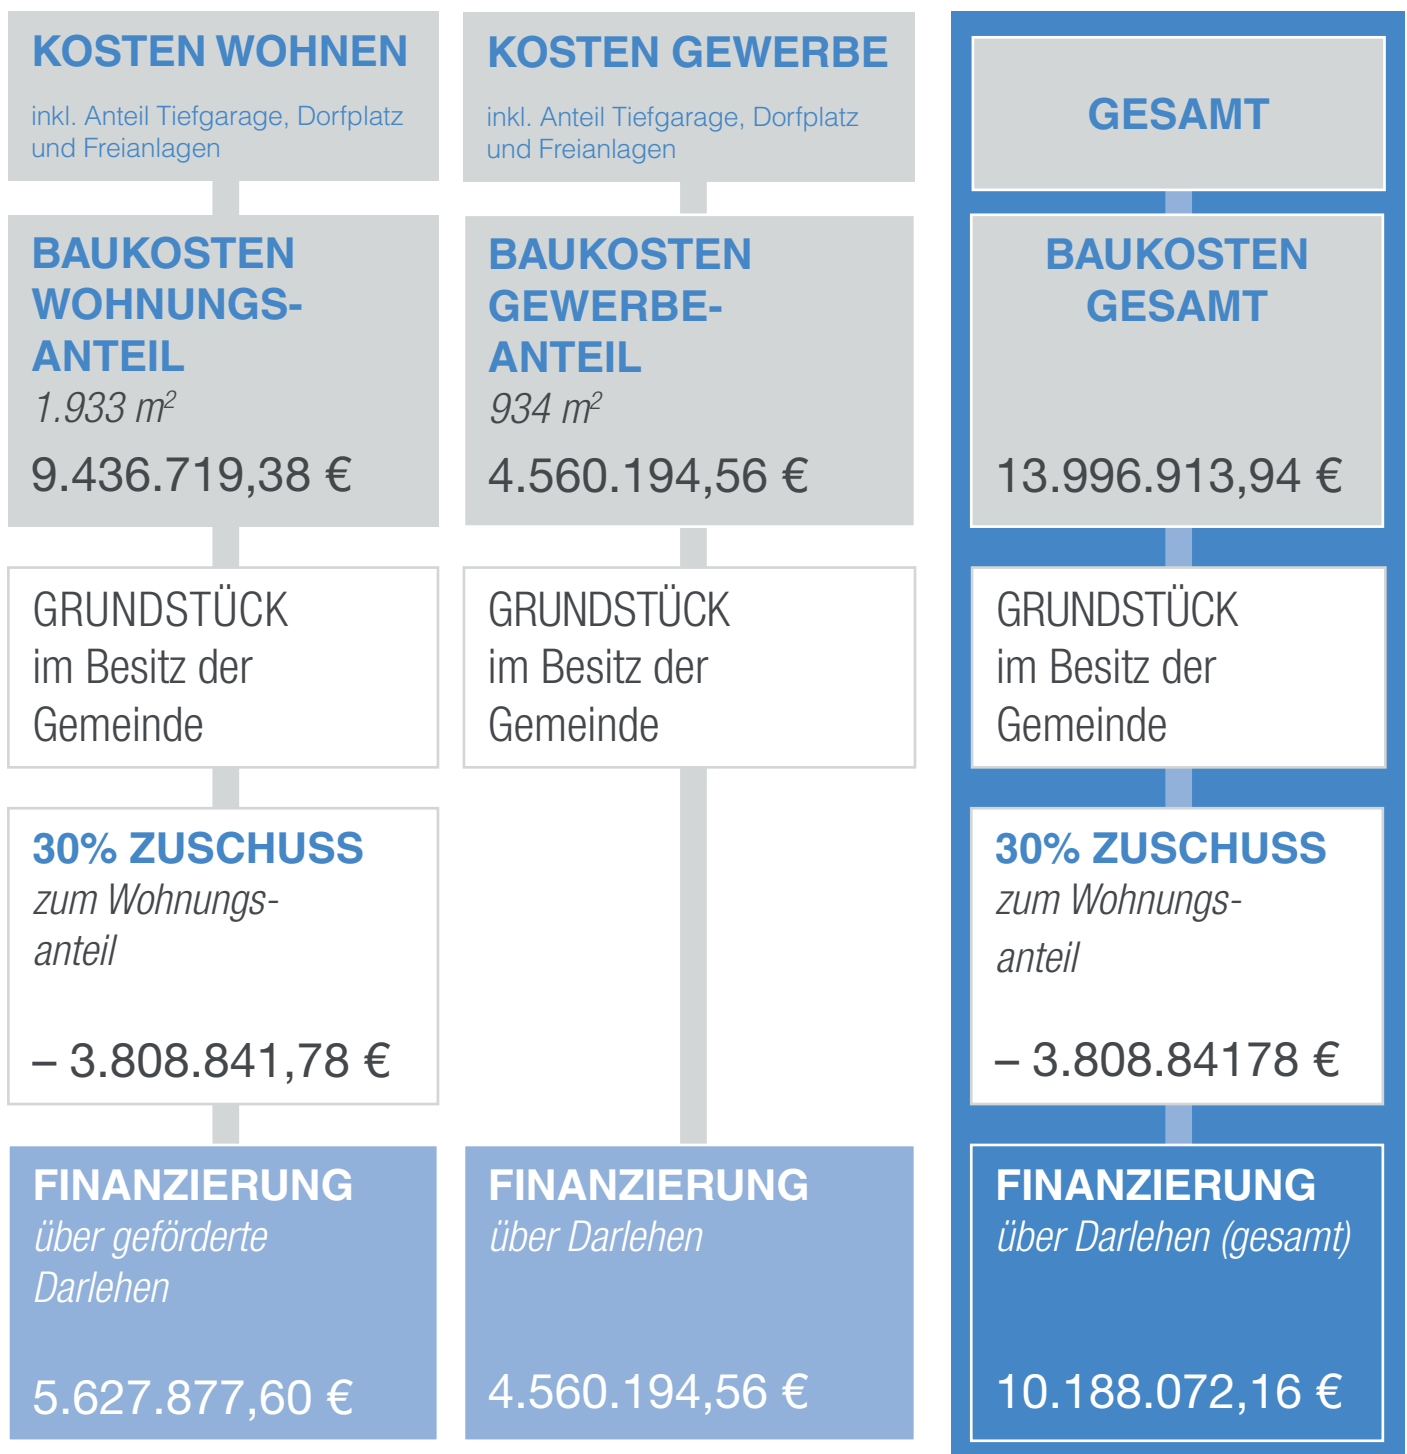 KOSTEN WOHNEN
inkl. Anteil Tiefgarage, Dorfplatz
und Freianlagen
BAUKOSTEN
WOHNUNGS-
ANTEIL
1.933 m²
9.436.719,38 €
GRUNDSTÜCK
im Besitz der
Gemeinde
30% ZUSCHUSS
zum Wohnungs-
anteil
– 3.808.841,78 €
FINANZIERUNG
über geförderte
Darlehen
5.627.877,60 €
KOSTEN GEWERBE
inkl. Anteil Tiefgarage, Dorfplatz
und Freianlagen
BAUKOSTEN
GEWERBE-
ANTEIL
934 m²
4.560.194,56 €
GRUNDSTÜCK
im Besitz der
Gemeinde
FINANZIERUNG
über Darlehen
4.560.194,56 €
GESAMT
BAUKOSTEN
GESAMT
13.996.913,94 €
GRUNDSTÜCK
im Besitz der
Gemeinde
30% ZUSCHUSS
zum Wohnungs-
anteil
– 3.808.84178 €
FINANZIERUNG
über Darlehen (gesamt)
10.188.072,16 €